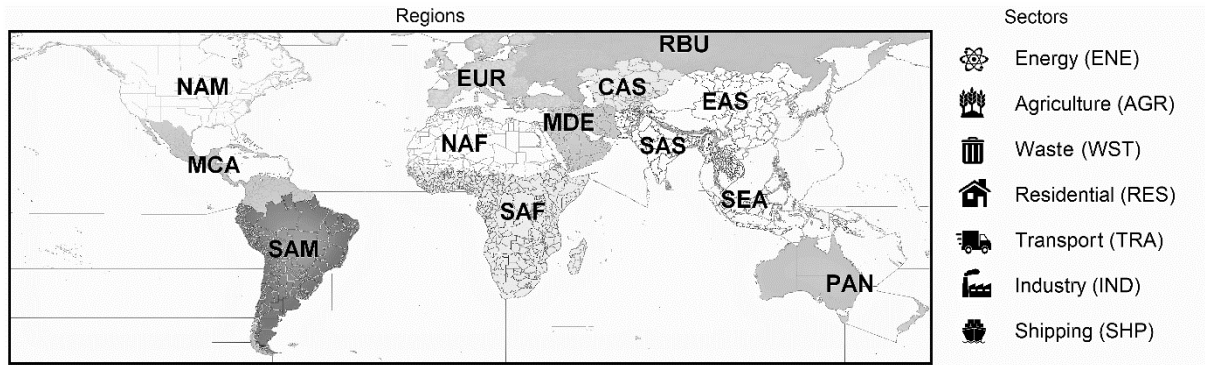 Regions
Sectors
RBU
NAM
EUR
CAS
EAS
MDE
NAF
SAS
MCA
SEA
SAF
SAM
PAN
Energy (ENE)
Agriculture (AGR)
Waste (WST)
Residential (RES)
Transport (TRA)
Industry (IND)
Shipping (SHP)